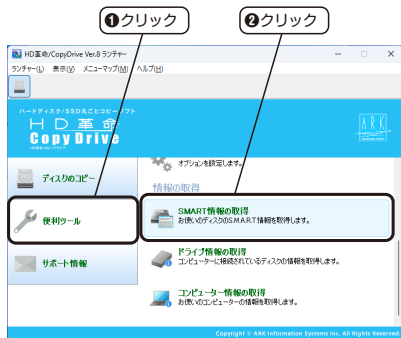 ❶クリック
❷クリック
HD革命/CopyDrive Ver.8 ランチャー
ランチャー(L) 表示(V) メニューマップ(M) ヘルプ(H)
ハードディスク/SSD丸ごとコピーソフト
HD革命
Copy Drive
ARK
ディスクのコピー
便利ツール
サポート情報
オプションを設定します。
情報の取得
SMART情報の取得
お使いのディスクのS.M.A.R.T.情報を取得します。
ドライブ情報の取得
コンピューターに接続されているディスクの情報を取得します。
コンピューター情報の取得
お使いのコンピューターの情報を取得します。
Copyright © ARK Information Systems Inc. All Rights Reserved.